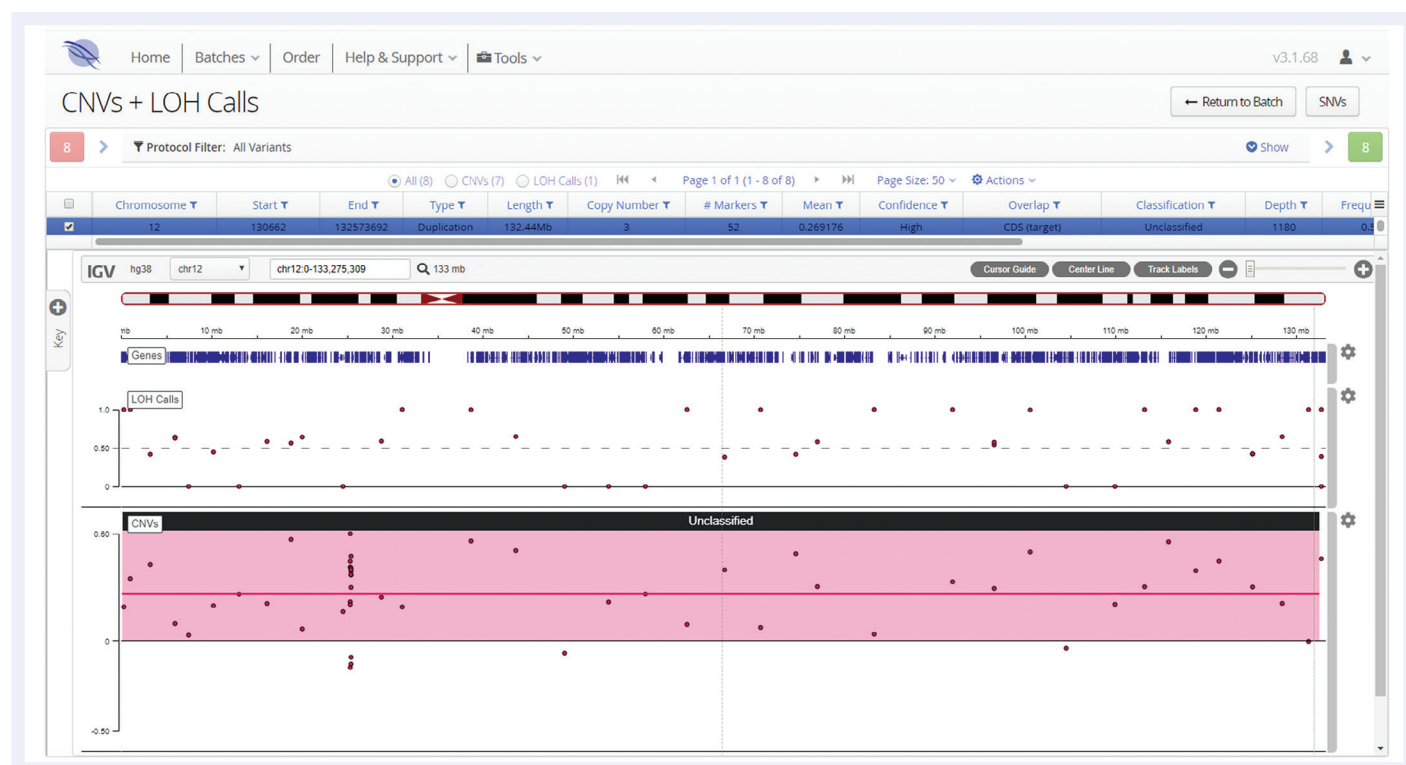 Home Batches Order Help & Support Tools v3.1.68
CNVs + LOH Calls
Return to Batch SNVs
8 Protocol Filter: All Variants Show 8
All (8) CNVs (7) LOH Calls (1) Page 1 of 1 (1 - 8 of 8) Page Size: 50 Actions
Chromosome Start End Type Length Copy Number # Markers Mean Confidence Overlap Classification Depth Frequ
12 130662 132573692 Duplication 132.44Mb 3 52 0.269176 High CDS (target) Unclassified 1180 0.5
IGV hg38 chr12 chr12:0-133,275,309 133 mb Cursor Guide Center Line Track Labels
Key
mb 10 mb 20 mb 30 mb 40 mb 50 mb 60 mb 70 mb 80 mb 90 mb 100 mb 110 mb 120 mb 130 mb
Genes
LOH Calls
1.0
0.50
0
CNVs Unclassified
0.60
0
-0.50